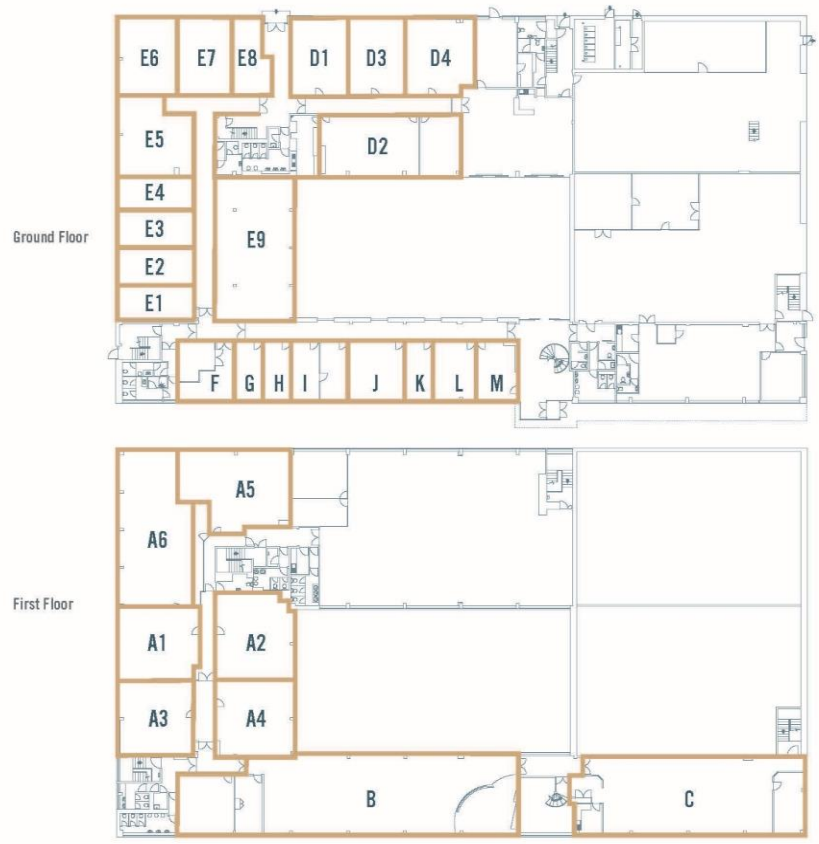 E6 E7 E8 D1 D3 D4
E5 D2
E4
Ground Floor
E3 E9
E2
E1
F G H I J K L M
A5
A6
First Floor
A1 A2
A3 A4
B C